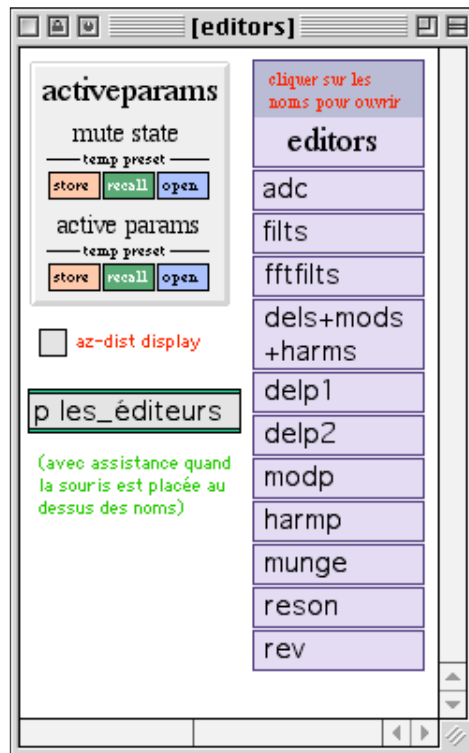 [editors]
activeparams
mute state
temp preset
store recall open
active params
temp preset
store recall open
az-dist display
p les_éditeurs
(avec assistance quand
la souris est placée au
dessus des noms)
cliquer sur les
noms pour ouvrir
editors
adc
filts
fftfilts
dels+mods
+harms
delp1
delp2
modp
harmp
munge
reson
rev